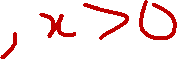 , x > 0